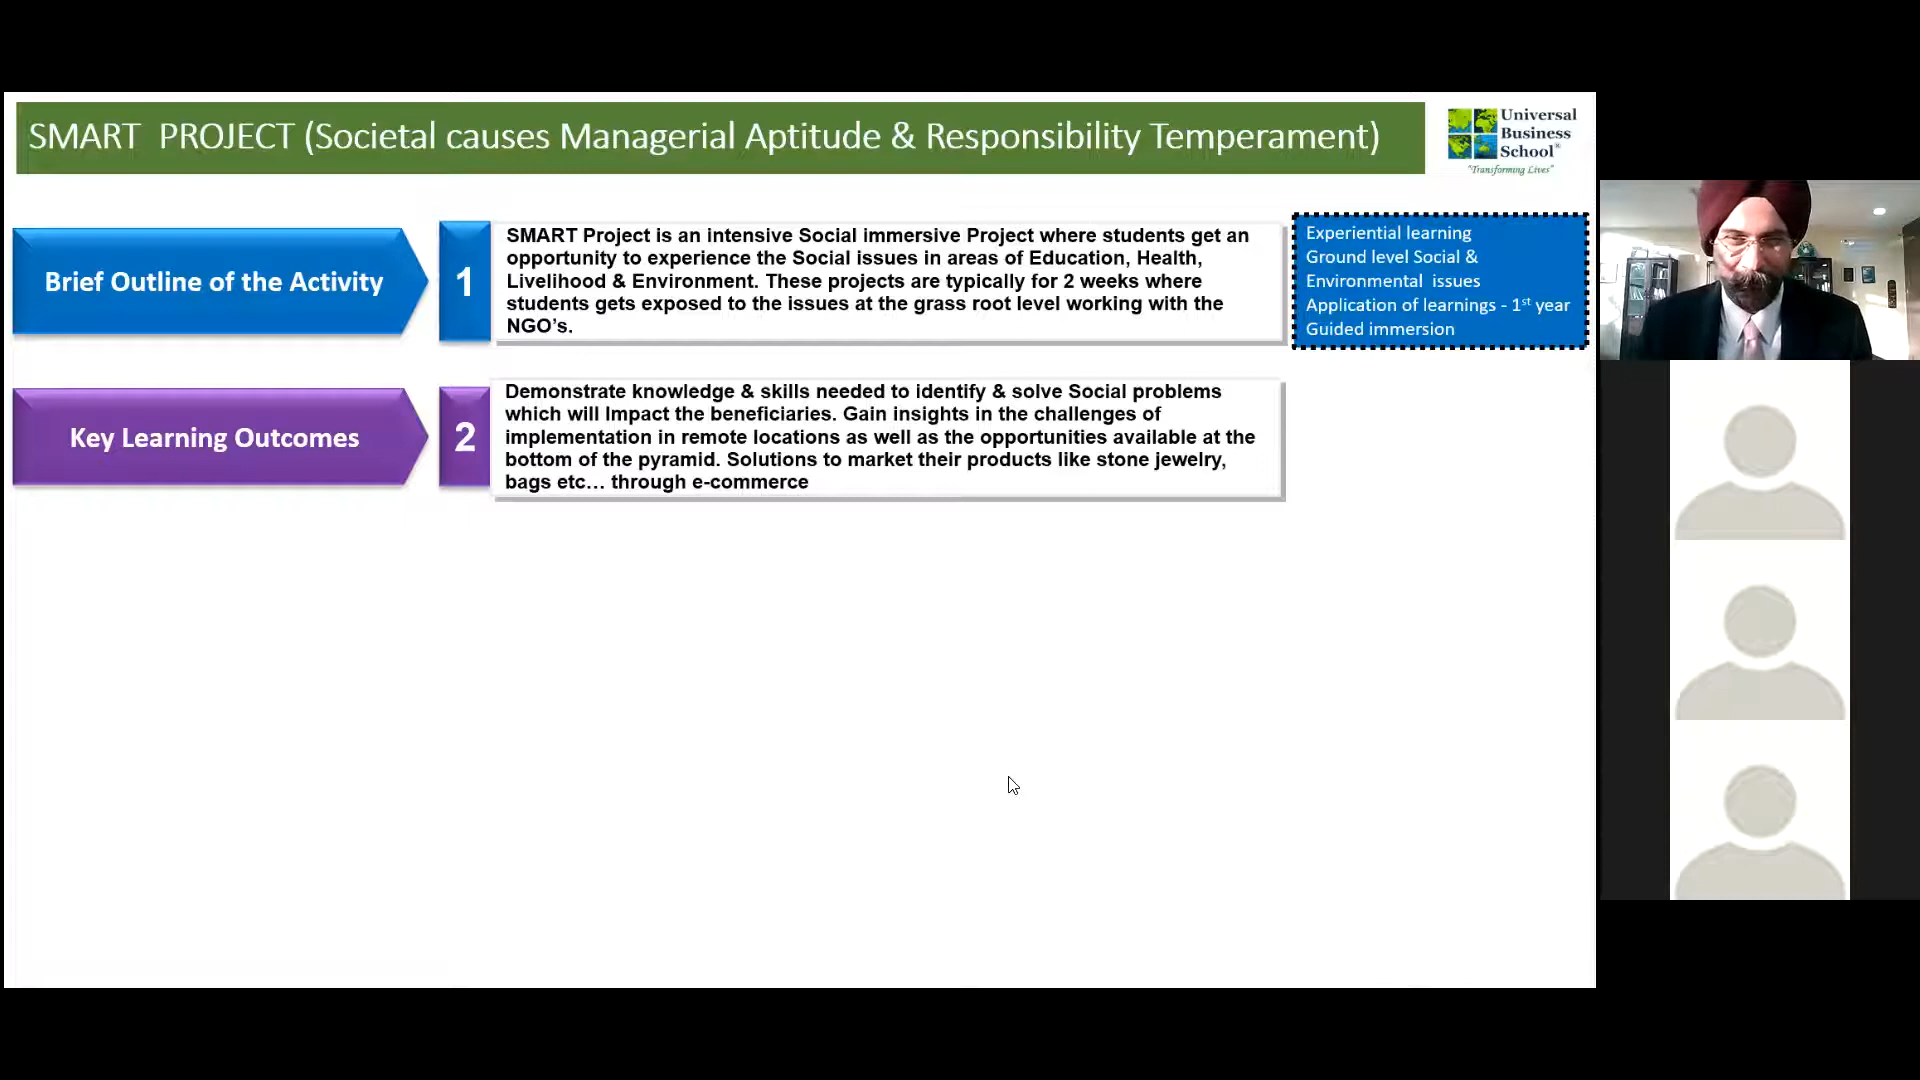 SMART PROJECT (Societal causes Managerial Aptitude & Responsibility Temperament)
Universal
Business
School®
"Transforming Lives"
Brief Outline of the Activity
1
SMART Project is an intensive Social immersive Project where students get an
opportunity to experience the Social issues in areas of Education, Health,
Livelihood & Environment. These projects are typically for 2 weeks where
students gets exposed to the issues at the grass root level working with the
NGO's.
Experiential learning
Ground level Social &
Environmental issues
Application of learnings - 1st year
Guided immersion
Key Learning Outcomes
2
Demonstrate knowledge & skills needed to identify & solve Social problems
which will Impact the beneficiaries. Gain insights in the challenges of
implementation in remote locations as well as the opportunities available at the
bottom of the pyramid. Solutions to market their products like stone jewelry,
bags etc… through e-commerce